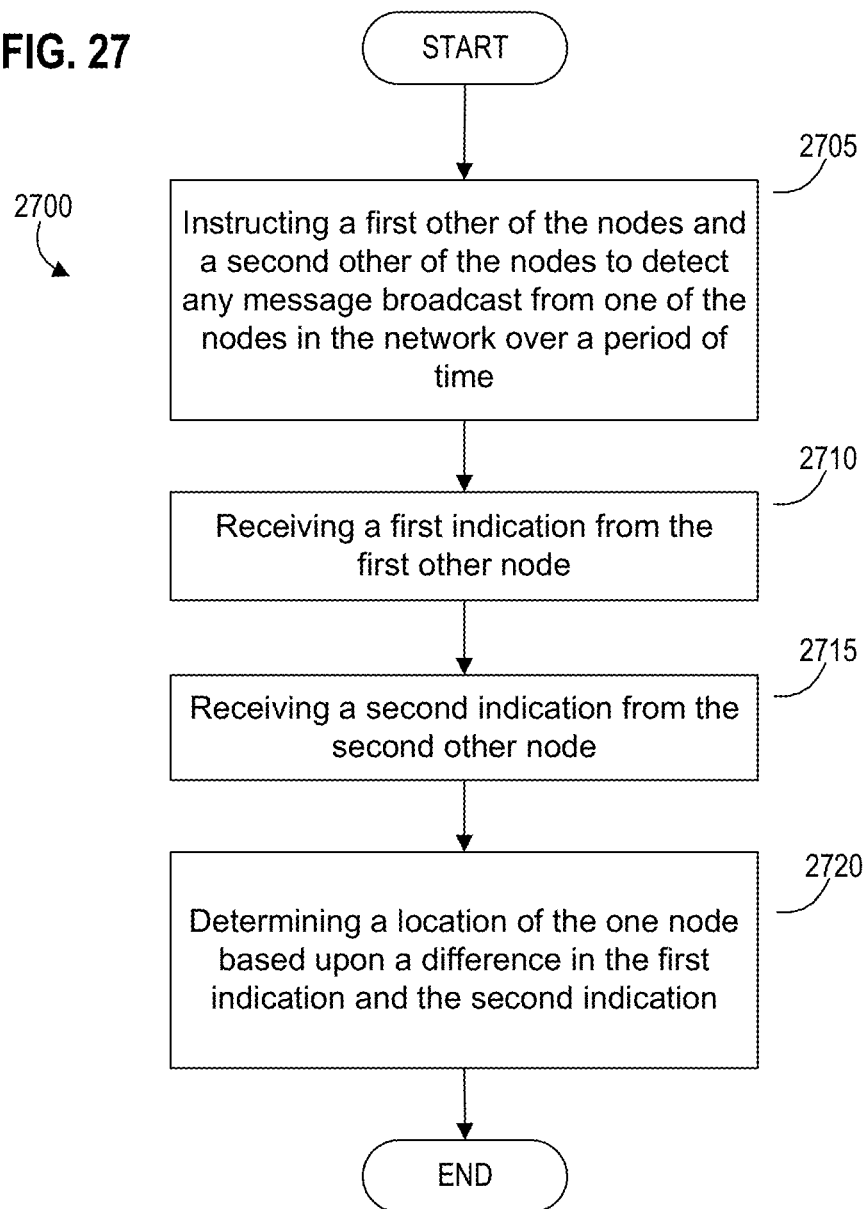 FIG. 27
START
2700
2705
Instructing a first other of the nodes and
a second other of the nodes to detect
any message broadcast from one of the
nodes in the network over a period of
time
2710
Receiving a first indication from the
first other node
2715
Receiving a second indication from the
second other node
2720
Determining a location of the one node
based upon a difference in the first
indication and the second indication
END